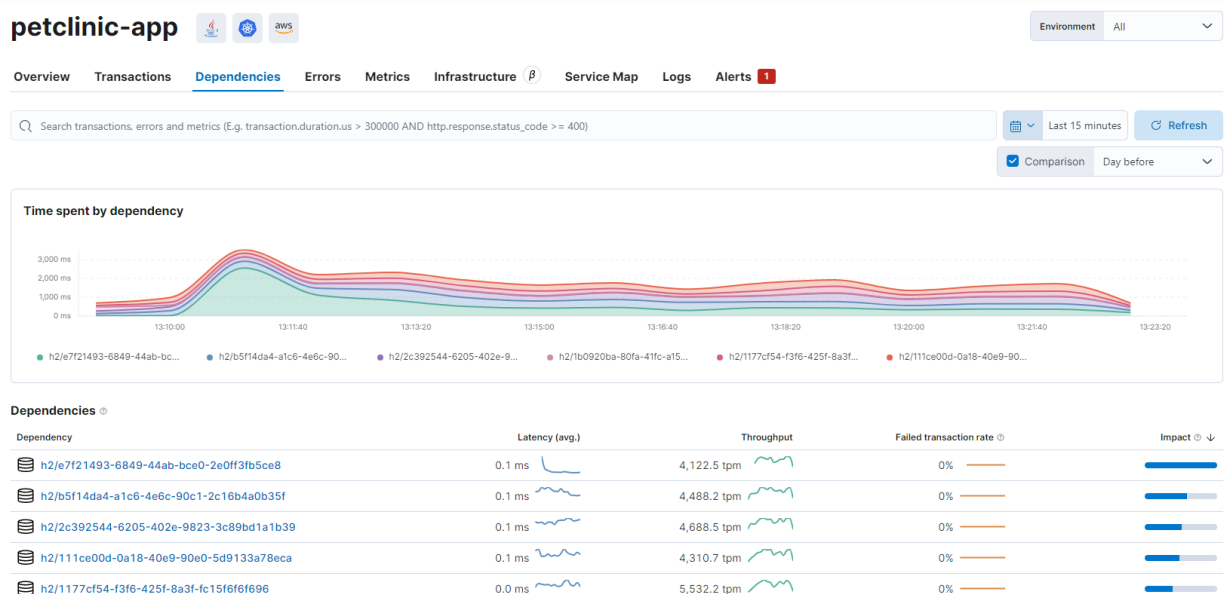 petclinic-app aws Environment All
Overview Transactions Dependencies Errors Metrics Infrastructure β Service Map Logs Alerts 1
Search transactions, errors and metrics (E.g. transaction.duration.us > 300000 AND http.response.status_code >= 400) Last 15 minutes Refresh
Comparison Day before
Time spent by dependency
3,000 ms
2,000 ms
1,000 ms
0 ms
13:10:00 13:11:40 13:13:20 13:15:00 13:16:40 13:18:20 13:20:00 13:21:40 13:23:20
h2/e7f21493-6849-44ab-bc... h2/b5f14da4-a1c6-4e6c-90... h2/2c392544-6205-402e-9... h2/1b0920ba-80fa-41fc-a15... h2/1177cf54-f3f6-425f-8a3f... h2/111ce00d-0a18-40e9-90...
Dependencies
Dependency Latency (avg.) Throughput Failed transaction rate Impact
h2/e7f21493-6849-44ab-bce0-2e0ff3fb5ce8 0.1 ms 4,122.5 tpm 0%
h2/b5f14da4-a1c6-4e6c-90c1-2c16b4a0b35f 0.1 ms 4,488.2 tpm 0%
h2/2c392544-6205-402e-9823-3c89bd1a1b39 0.1 ms 4,688.5 tpm 0%
h2/111ce00d-0a18-40e9-90e0-5d9133a78eca 0.1 ms 4,310.7 tpm 0%
h2/1177cf54-f3f6-425f-8a3f-fc15f6f6f696 0.0 ms 5,532.2 tpm 0%